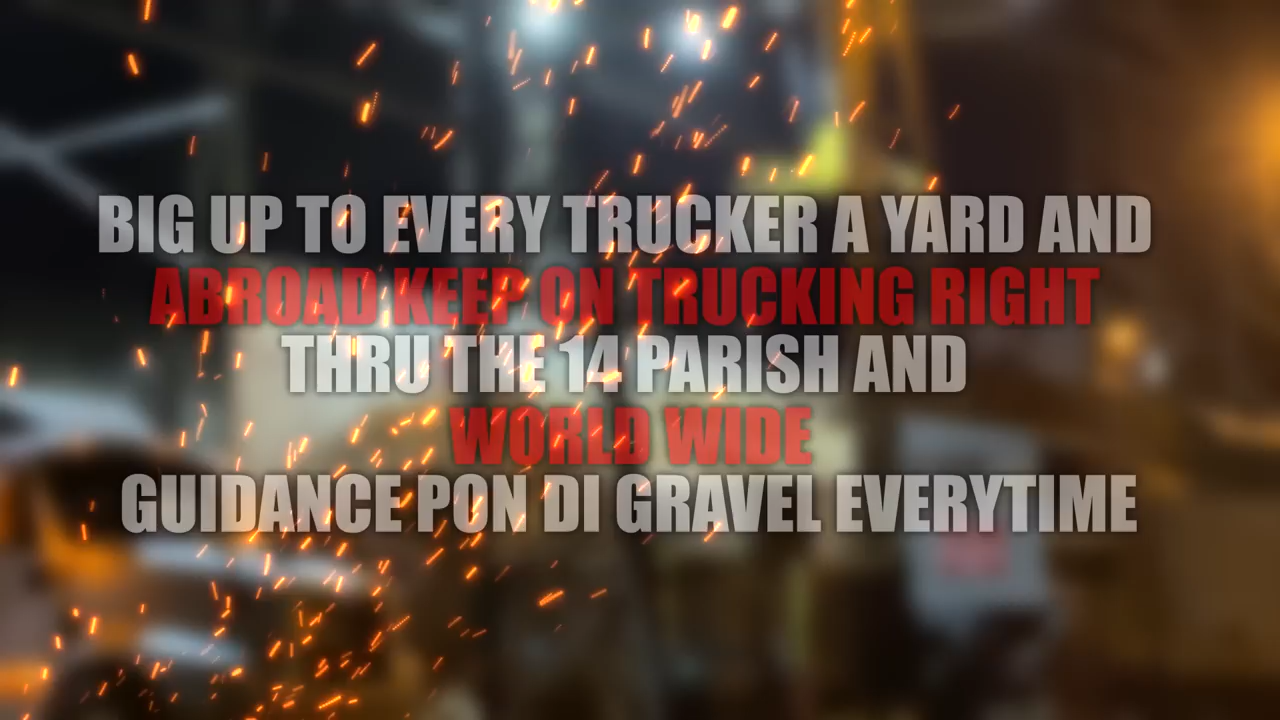 BIG UP TO EVERY TRUCKER A YARD AND
ABROAD KEEP ON TRUCKING RIGHT
THRU THE 14 PARISH AND
WORLD WIDE
GUIDANCE PON DI GRAVEL EVERYTIME